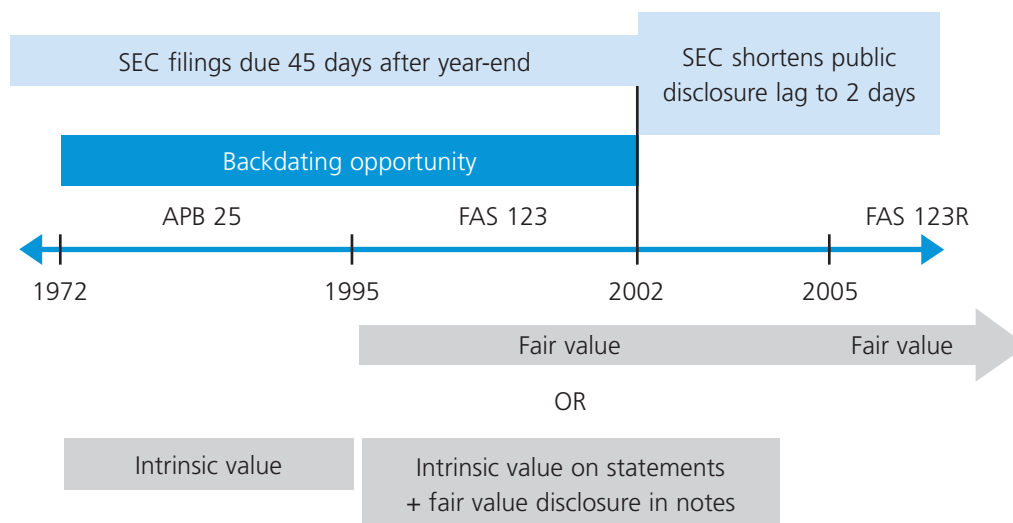 SEC filings due 45 days after year-end
SEC shortens public
disclosure lag to 2 days
Backdating opportunity
APB 25
FAS 123
FAS 123R
1972
1995
2002
2005
Fair value
Fair value
OR
Intrinsic value
Intrinsic value on statements
+ fair value disclosure in notes